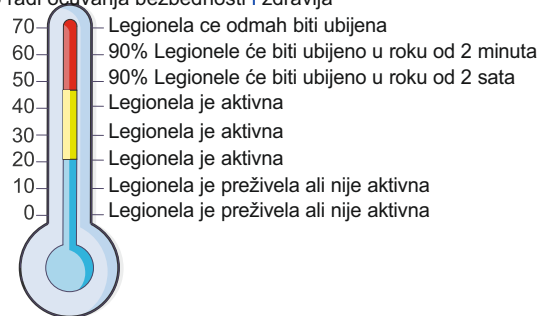 radi očuvanja bezbednosti i zdravlja
70 Legionela ce odmah biti ubijena
60 90% Legionele će biti ubijeno u roku od 2 minuta
50 90% Legionele će biti ubijeno u roku od 2 sata
40 Legionela je aktivna
30 Legionela je aktivna
20 Legionela je aktivna
10 Legionela je preživela ali nije aktivna
0 Legionela je preživela ali nije aktivna